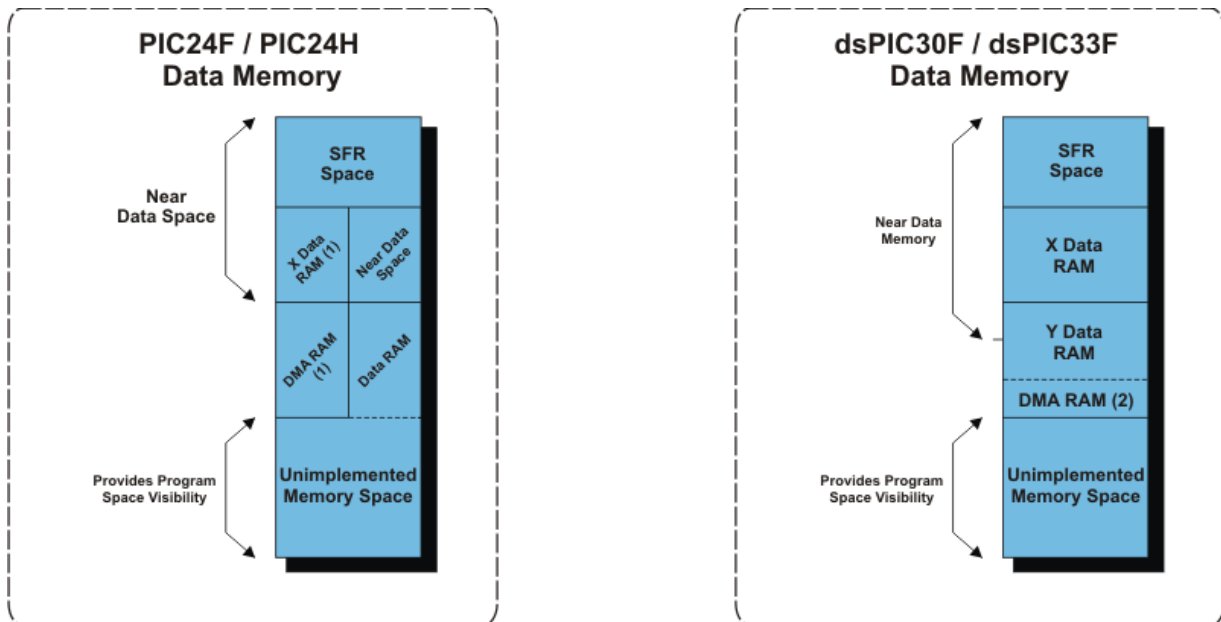 PIC24F / PIC24H
Data Memory
SFR
Space
Near
Data Space
X Data
RAM (1)
Near Data
Space
DMA RAM
(1)
Data RAM
Provides Program
Space Visibility
Unimplemented
Memory Space
dsPIC30F / dsPIC33F
Data Memory
SFR
Space
Near Data
Memory
X Data
RAM
Y Data
RAM
DMA RAM (2)
Provides Program
Space Visibility
Unimplemented
Memory Space